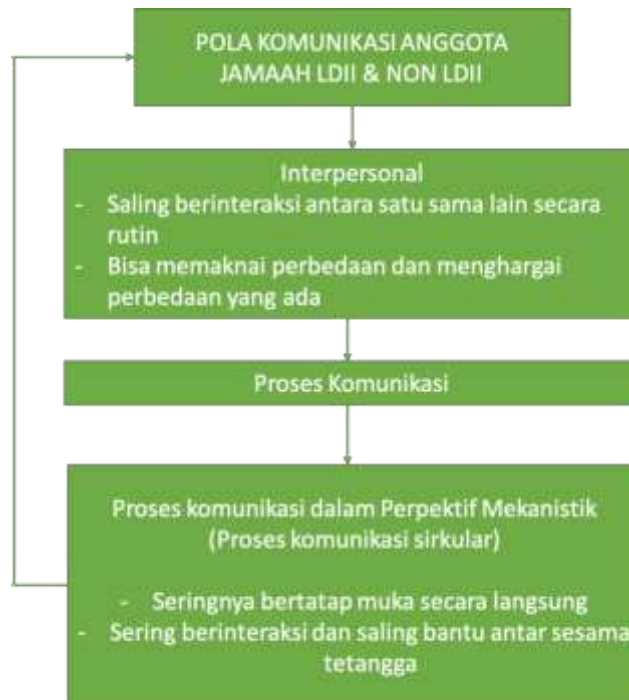 POLA KOMUNIKASI ANGGOTA
JAMAAH LDII & NON LDII
Interpersonal
- Saling berinteraksi antara satu sama lain secara
rutin
- Bisa memaknai perbedaan dan menghargai
perbedaan yang ada
Proses Komunikasi
Proses komunikasi dalam Perpektif Mekanistik
(Proses komunikasi sirkular)
- Seringnya bertatap muka secara langsung
- Sering berinteraksi dan saling bantu antar sesama
tetangga